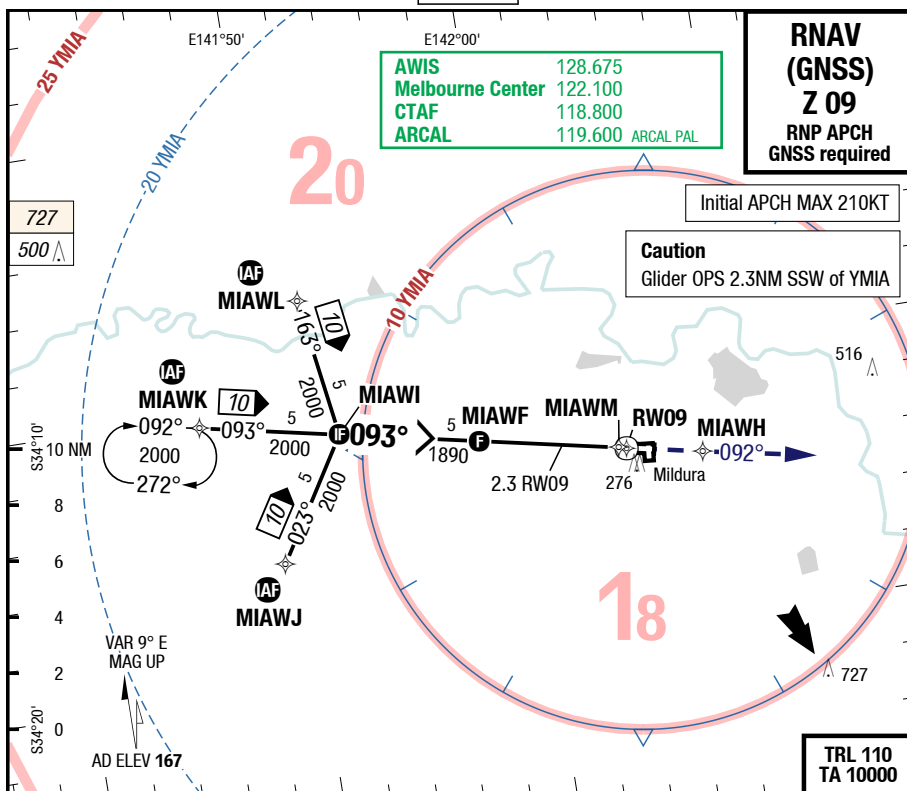 E141°50'
E142°00'
RNAV
(GNSS)
Z 09
RNP APCH
GNSS required
25 YMIA
20 YMIA
AWIS 128.675
Melbourne Center 122.100
CTAF 118.800
ARCAL 119.600 ARCAL PAL
20
Initial APCH MAX 210KT
727
500
Caution
Glider OPS 2.3NM SSW of YMIA
IAF
MIAWL
10 YMIA
10
163°
5
2000
516
IAF
MIAWK
10
MIAWI
092°
093°
5
2000
IF
093°
5
1890
MIAWF
F
MIAWM
RW09
MIAWH
092°
S34°10'
10 NM
2000
272°
2.3 RW09
276
Mildura
10
023°
5
2000
8
6
IAF
MIAWJ
18
4
VAR 9° E
MAG UP
2
727
S34°20'
0
AD ELEV 167
TRL 110
TA 10000